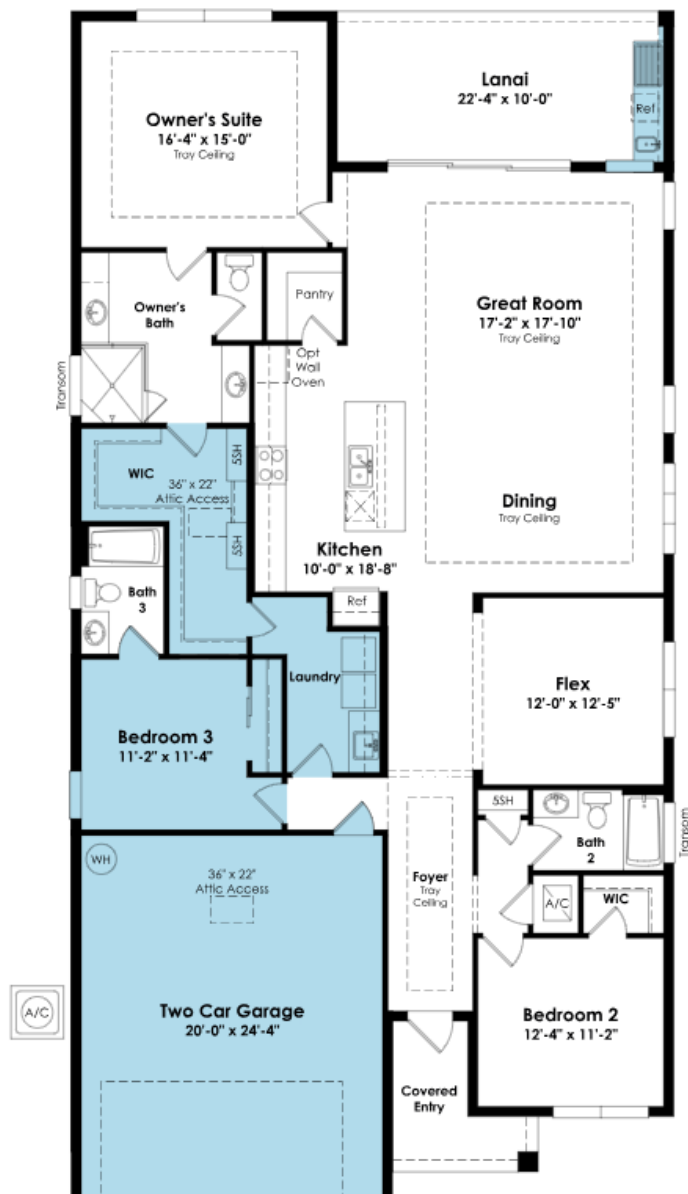 Owner's Suite
16'-4" x 15'-0"
Tray Ceiling
Lanai
22'-4" x 10'-0"
Ref
Owner's
Bath
Pantry
Great Room
17'-2" x 17'-10"
Tray Ceiling
Opt
Wall
Oven
Transom
WIC
36" x 22"
Attic Access
5SH
5SH
Dining
Tray Ceiling
Kitchen
10'-0" x 18'-8"
Bath
3
Ref
Laundry
Flex
12'-0" x 12'-5"
Bedroom 3
11'-2" x 11'-4"
5SH
Bath
2
Transom
WH
36" x 22"
Attic Access
Foyer
Tray
Ceiling
A/C
WIC
A/C
Two Car Garage
20'-0" x 24'-4"
Bedroom 2
12'-4" x 11'-2"
Covered
Entry